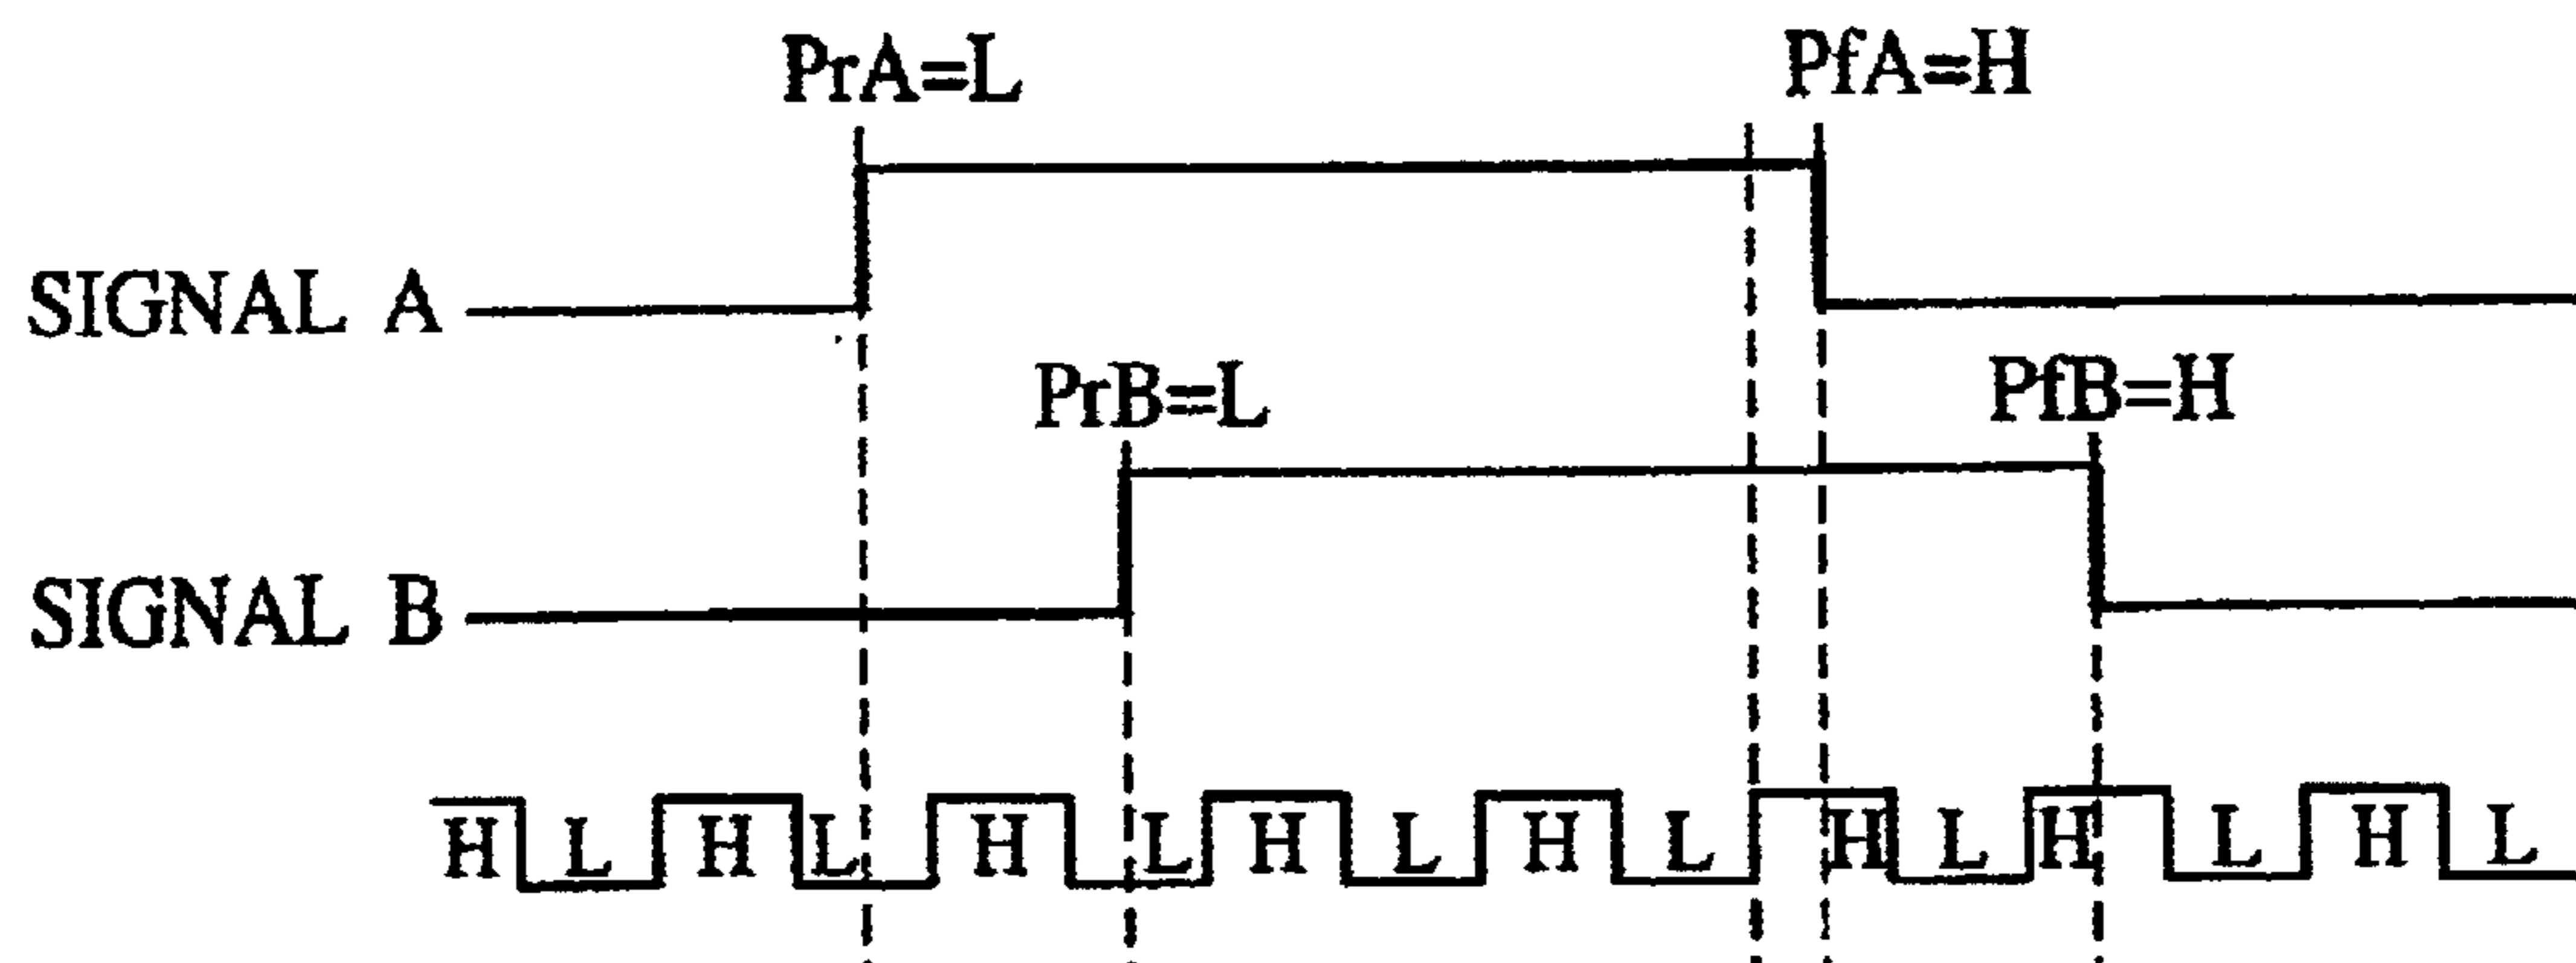 PrA=L PfA=H
SIGNAL A
PrB=L PfB=H
SIGNAL B
H L H L H L H L H L H L H L H L